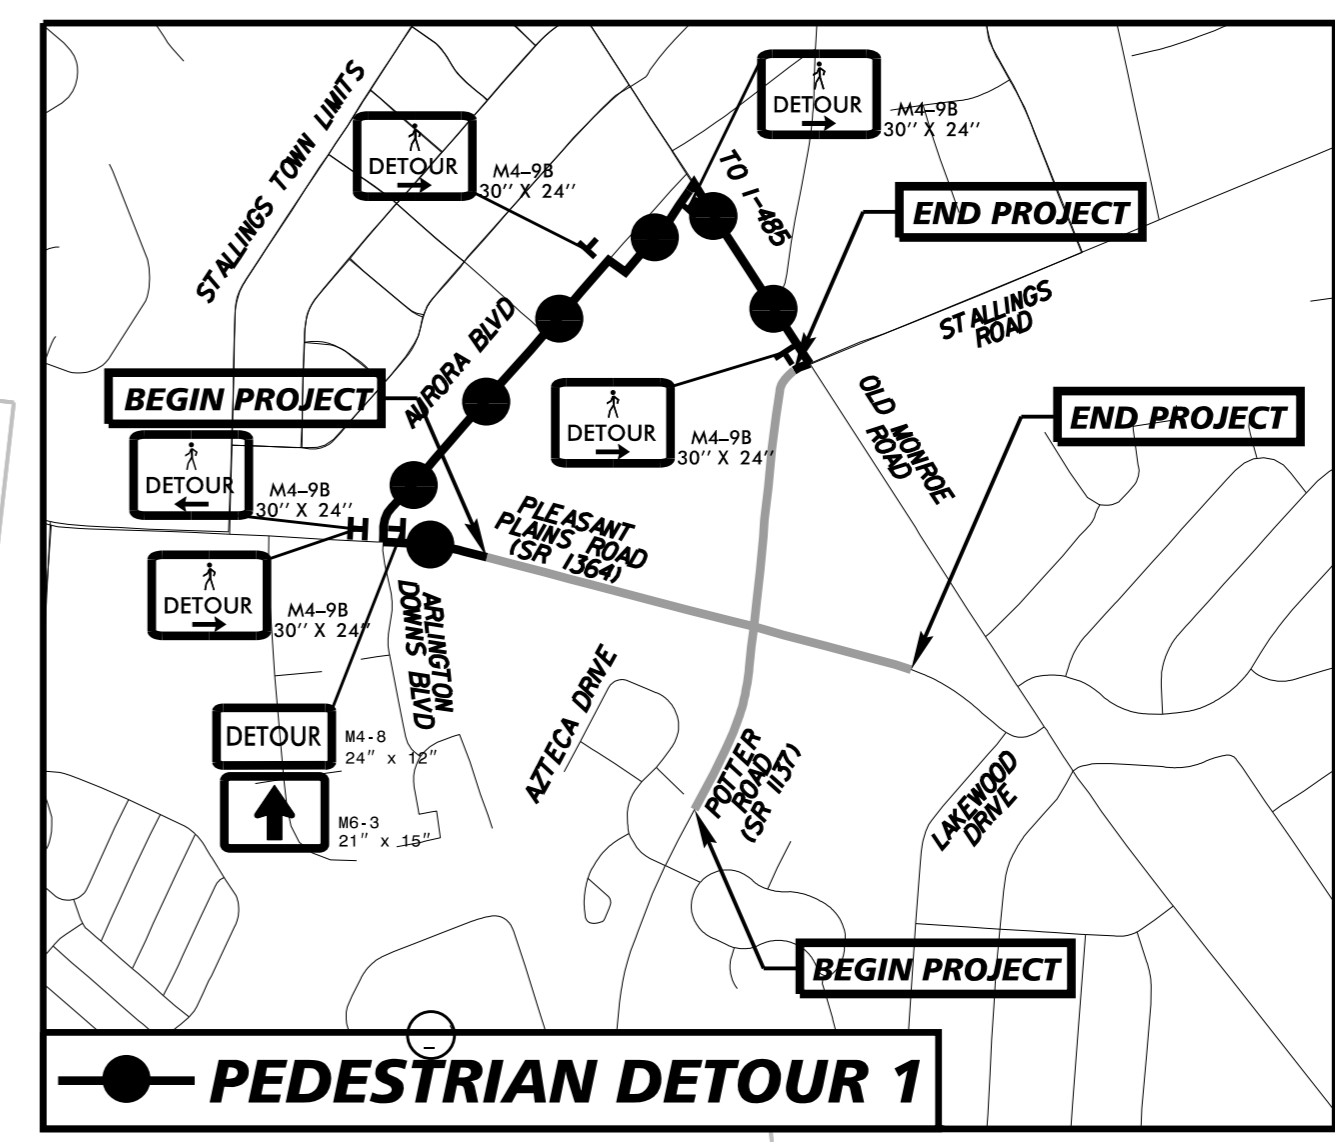 STALLINGS TOWN LIMITS
DETOUR
M4-9B
30" X 24"
DETOUR
M4-9B
30" X 24"
TO I-485
END PROJECT
STALLINGS
ROAD
BEGIN PROJECT
AURORA BLVD
DETOUR
M4-9B
30" X 24"
OLD MONROE
ROAD
END PROJECT
DETOUR
M4-9B
30" X 24"
PLEASANT
PLAINS ROAD
(SR 1364)
DETOUR
M4-9B
30" X 24"
ARLINGTON
DOWNS BLVD
AZTECA DRIVE
DETOUR
M4-8
24" x 12"
M6-3
21" x 15"
POTTER
ROAD
(SR 1137)
LAKEWOOD
DRIVE
BEGIN PROJECT
PEDESTRIAN DETOUR 1